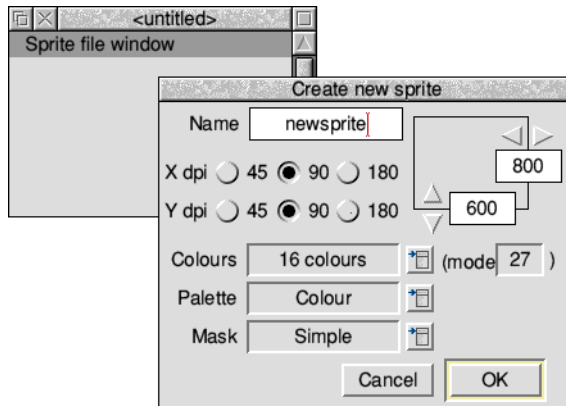 <untitled>
Sprite file window
Create new sprite
Name newsprite
800
X dpi 45 90 180
Y dpi 45 90 180 600
Colours 16 colours (mode 27 )
Palette Colour
Mask Simple
Cancel OK